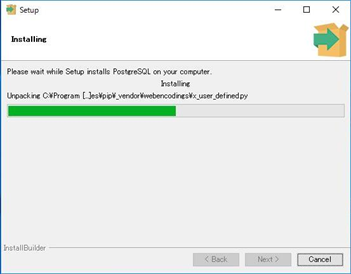 Setup
Installing
Please wait while Setup installs PostgreSQL on your computer.
Installing
Unpacking C:¥Program [...]es¥pip¥_vendor¥webencodings¥x_user_defined.py
InstallBuilder
< Back
Next >
Cancel